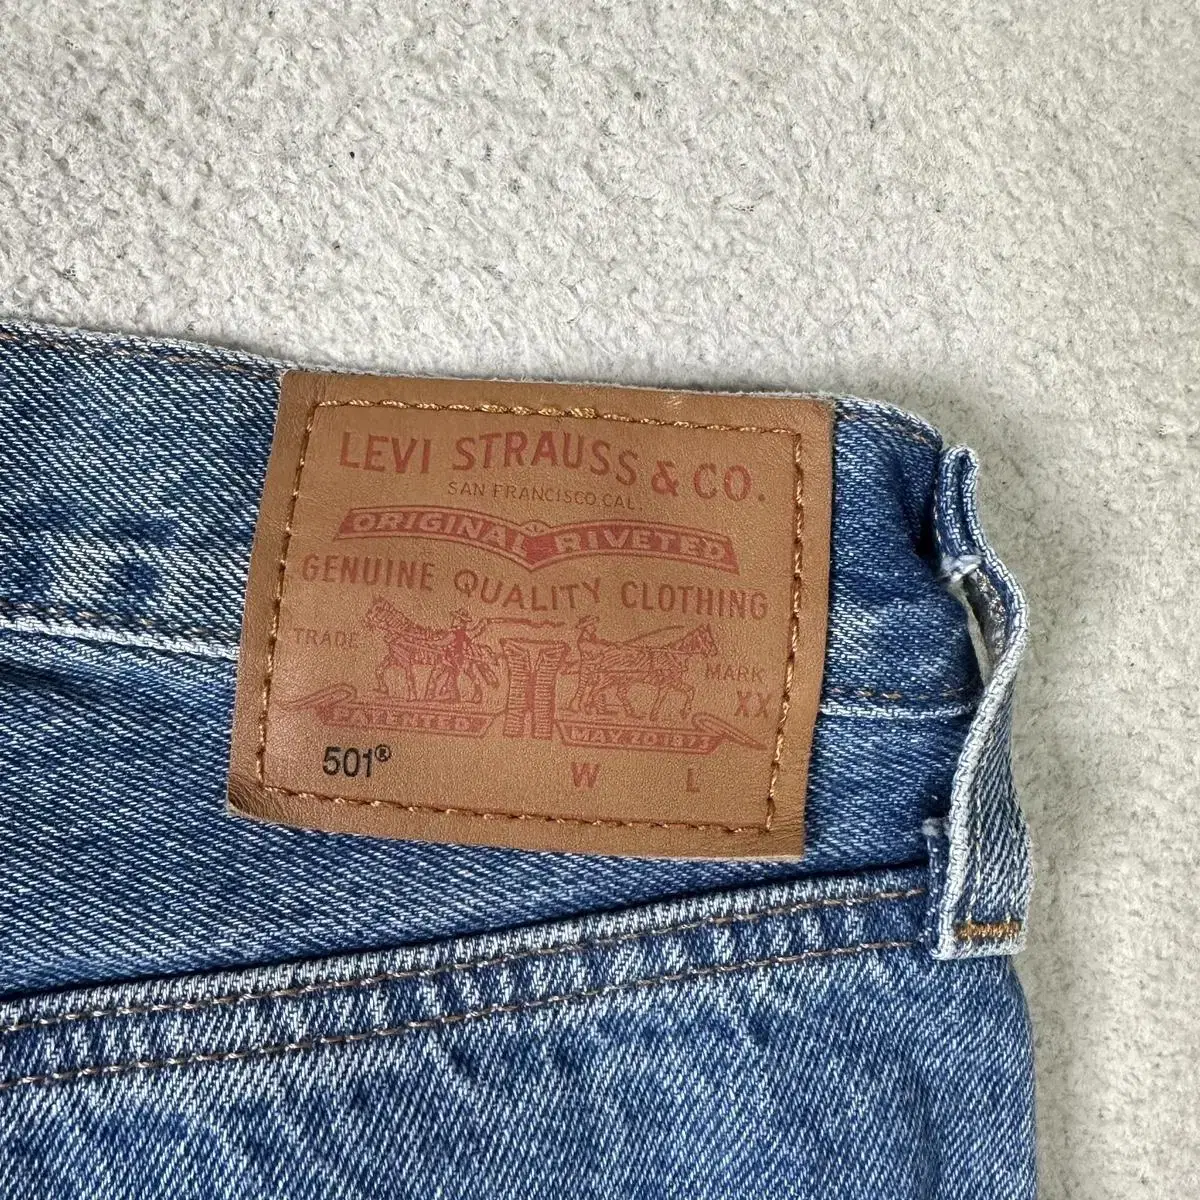 LEVI STRAUSS & CO.
SAN FRANCISCO, CAL.
ORIGINAL RIVETED
GENUINE QUALITY CLOTHING
TRADE MARK
XX
PATENTED MAY 20 1873
501® W L